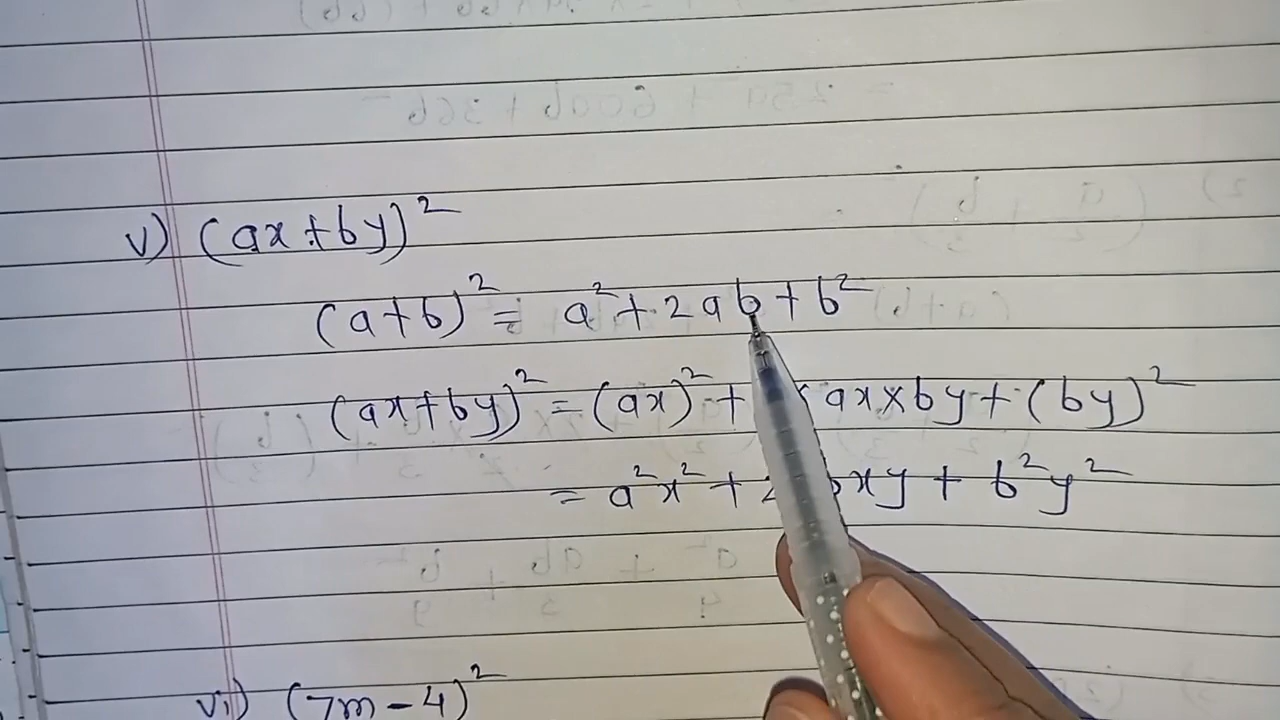 v) (ax+by)²
(a+b)² = a²+2ab+b²
(ax+by)² = (ax)² + ax×by+(by)²
= a²x² + bxy + b²y²
vi) (7m-4)²